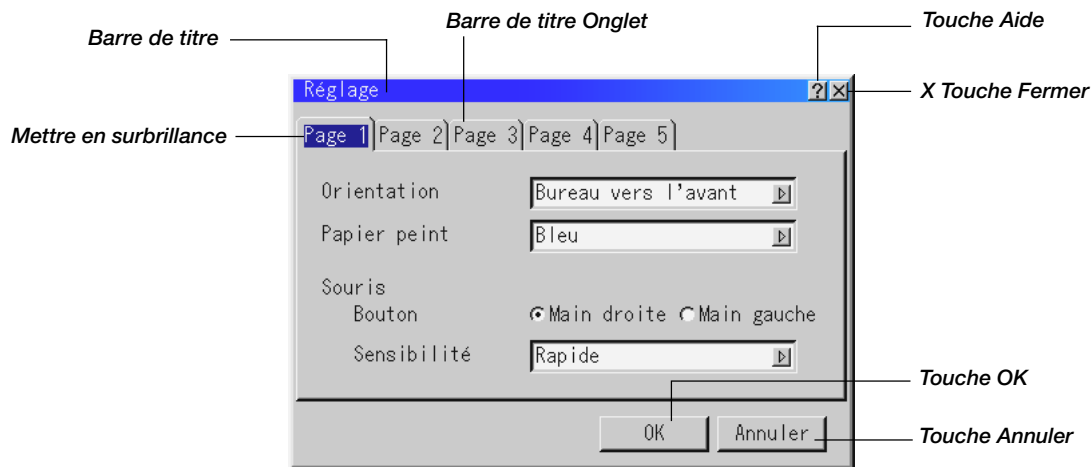 Touche Aide
Barre de titre Onglet
Barre de titre
Réglage ? ×
X Touche Fermer
Mettre en surbrillance
Page 1 Page 2 Page 3 Page 4 Page 5
Orientation Bureau vers l'avant
Papier peint Bleu
Souris
Bouton Main droite Main gauche
Sensibilité Rapide
Touche OK
OK Annuler
Touche Annuler